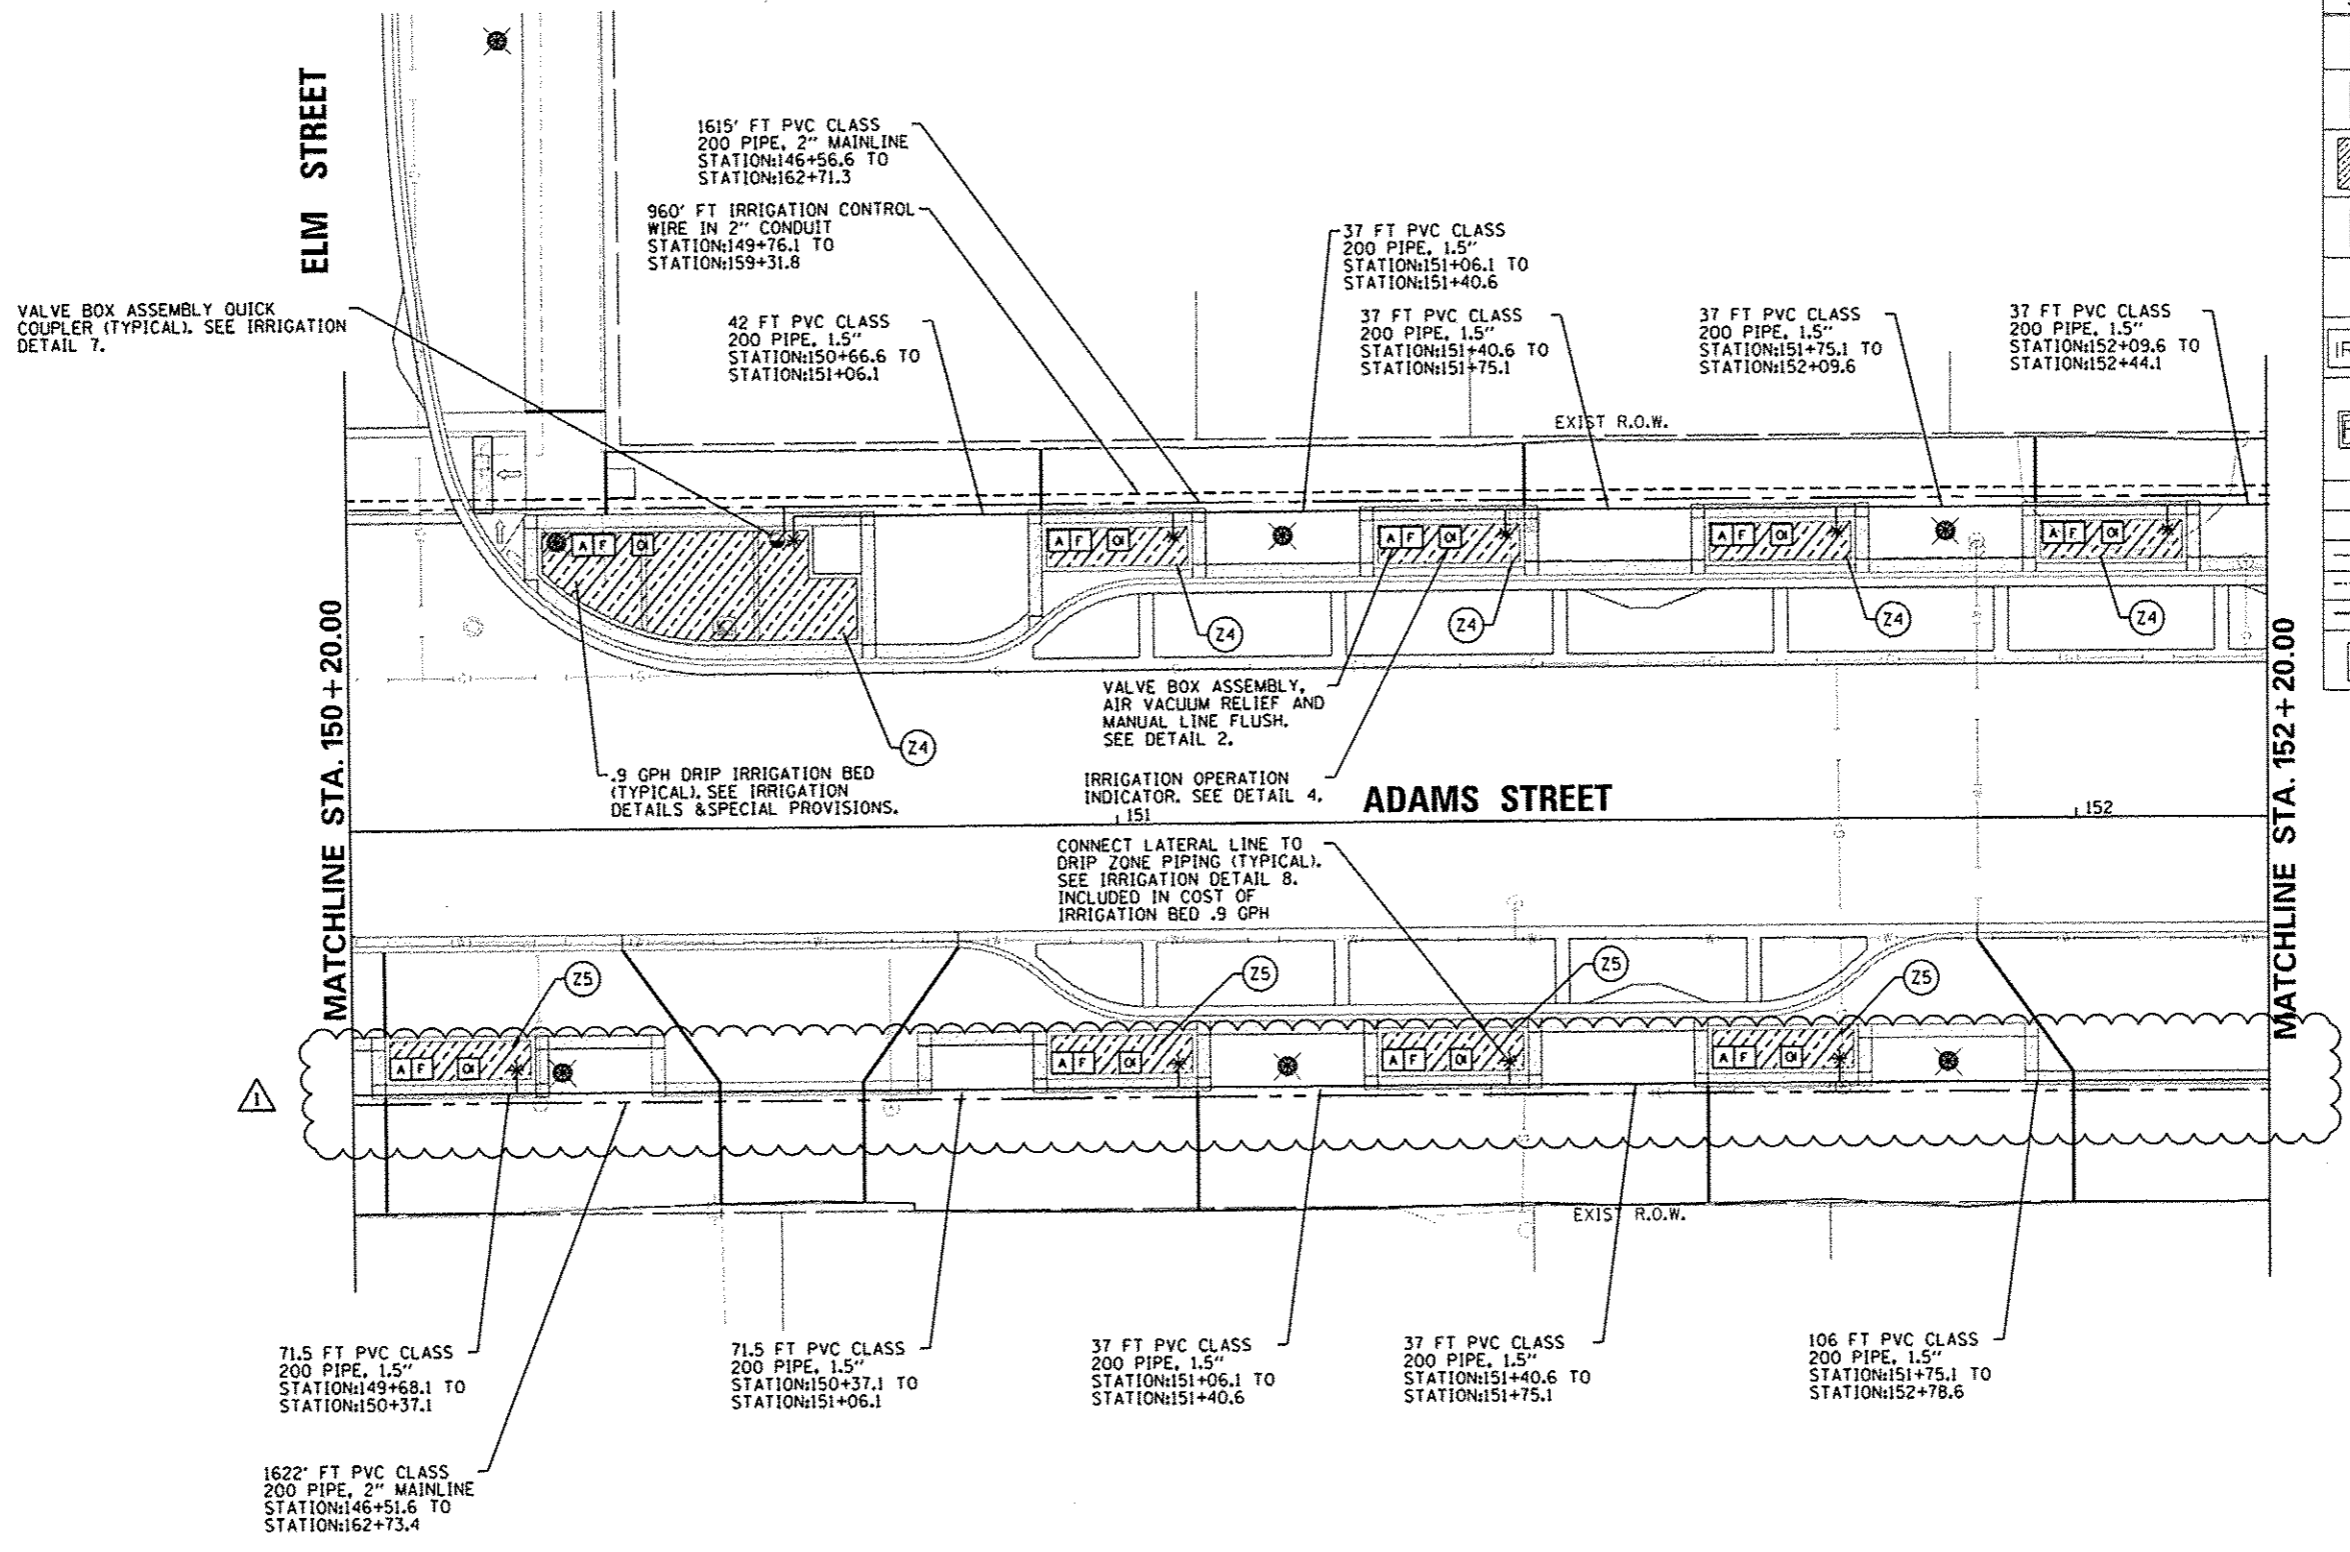 ELM STREET
1615' FT PVC CLASS
200 PIPE, 2" MAINLINE
STATION:146+56.6 TO
STATION:162+71.3
960' FT IRRIGATION CONTROL
WIRE IN 2" CONDUIT
STATION:149+76.1 TO
STATION:159+31.8
37 FT PVC CLASS
200 PIPE, 1.5"
STATION:151+06.1 TO
STATION:151+40.6
VALVE BOX ASSEMBLY QUICK
COUPLER (TYPICAL). SEE IRRIGATION
DETAIL 7.
42 FT PVC CLASS
200 PIPE, 1.5"
STATION:150+66.6 TO
STATION:151+06.1
37 FT PVC CLASS
200 PIPE, 1.5"
STATION:151+40.6 TO
STATION:151+75.1
37 FT PVC CLASS
200 PIPE, 1.5"
STATION:151+75.1 TO
STATION:152+09.6
37 FT PVC CLASS
200 PIPE, 1.5"
STATION:152+09.6 TO
STATION:152+44.1
EXIST R.O.W.
A F OI
A F OI
A F OI
A F OI
A F OI
Z4
Z4
Z4
Z4
Z4
MATCHLINE STA. 150+20.00
MATCHLINE STA. 152+20.00
.9 GPH DRIP IRRIGATION BED
(TYPICAL). SEE IRRIGATION
DETAILS &SPECIAL PROVISIONS.
VALVE BOX ASSEMBLY,
AIR VACUUM RELIEF AND
MANUAL LINE FLUSH.
SEE DETAIL 2.
IRRIGATION OPERATION
INDICATOR. SEE DETAIL 4.
ADAMS STREET
151
152
CONNECT LATERAL LINE TO
DRIP ZONE PIPING (TYPICAL).
SEE IRRIGATION DETAIL 8.
INCLUDED IN COST OF
IRRIGATION BED .9 GPH
Z5
Z5
Z5
Z5
A F OI
A F OI
A F OI
A F OI
1
EXIST R.O.W.
71.5 FT PVC CLASS
200 PIPE, 1.5"
STATION:149+68.1 TO
STATION:150+37.1
71.5 FT PVC CLASS
200 PIPE, 1.5"
STATION:150+37.1 TO
STATION:151+06.1
37 FT PVC CLASS
200 PIPE, 1.5"
STATION:151+06.1 TO
STATION:151+40.6
37 FT PVC CLASS
200 PIPE, 1.5"
STATION:151+40.6 TO
STATION:151+75.1
106 FT PVC CLASS
200 PIPE, 1.5"
STATION:151+75.1 TO
STATION:152+78.6
1622' FT PVC CLASS
200 PIPE, 2" MAINLINE
STATION:146+51.6 TO
STATION:162+73.4